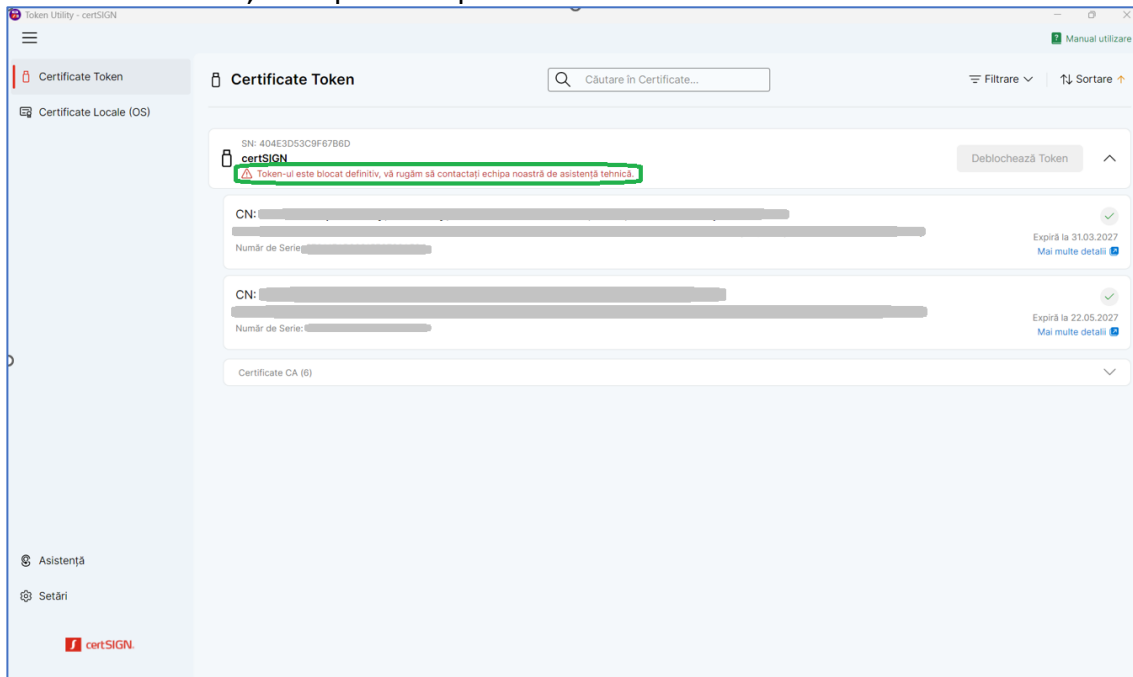 Token Utility - certSIGN
Manual utilizare
Certificate Token
Certificate Locale (OS)
Certificate Token
Căutare în Certificate...
Filtrare
Sortare
SN: 404E3D53C9F67B6D
certSIGN
Token-ul este blocat definitiv, vă rugăm să contactați echipa noastră de asistență tehnică.
Deblochează Token
CN:
Număr de Serie:
Expiră la 31.03.2027
Mai multe detalii
CN:
Număr de Serie:
Expiră la 22.05.2027
Mai multe detalii
Certificate CA (6)
Asistență
Setări
certSIGN.